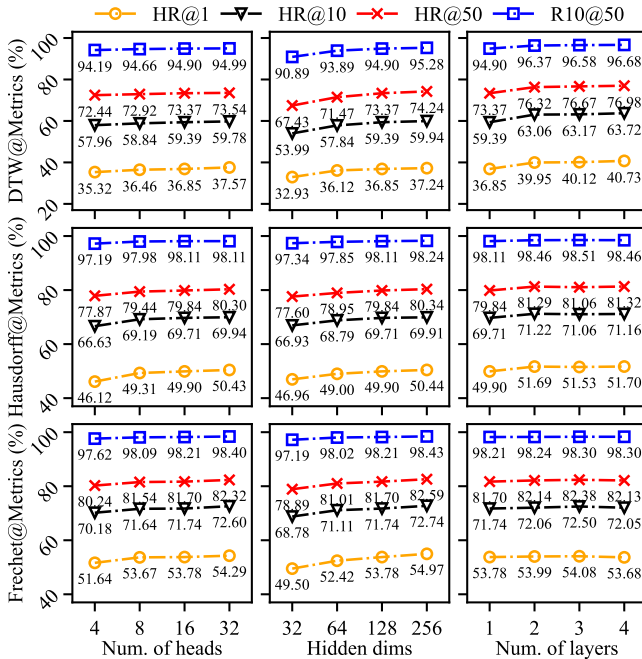 HR@1 HR@10 HR@50 R10@50
DTW@Metrics (%)
100
80
60
40
20
94.19 94.66 94.90 94.99
72.44 72.92 73.37 73.54
57.96 58.84 59.39 59.78
35.32 36.46 36.85 37.57
90.89 93.89 94.90 95.28
67.43 71.47 73.37 74.24
53.99 57.84 59.39 59.94
32.93 36.12 36.85 37.24
94.90 96.37 96.58 96.68
73.37 76.32 76.67 76.98
59.39 63.06 63.17 63.72
36.85 39.95 40.12 40.73
Hausdorff@Metrics (%)
100
80
60
40
97.19 97.98 98.11 98.11
77.87 79.44 79.84 80.30
66.63 69.19 69.71 69.94
46.12 49.31 49.90 50.43
97.34 97.85 98.11 98.24
77.60 78.95 79.84 80.34
66.93 68.79 69.71 69.91
46.96 49.00 49.90 50.44
98.11 98.46 98.51 98.46
79.84 81.29 81.06 81.32
69.71 71.22 71.06 71.16
49.90 51.69 51.53 51.70
Frechet@Metrics (%)
100
80
60
40
97.62 98.09 98.21 98.40
80.24 81.54 81.70 82.32
70.18 71.64 71.74 72.60
51.64 53.67 53.78 54.29
97.19 98.02 98.21 98.43
78.89 81.01 81.70 82.59
68.78 71.11 71.74 72.74
49.50 52.42 53.78 54.97
98.21 98.24 98.30 98.30
81.70 82.14 82.38 82.13
71.74 72.06 72.50 72.05
53.78 53.99 54.08 53.68
4 8 16 32
32 64 128 256
1 2 3 4
Num. of heads
Hidden dims
Num. of layers